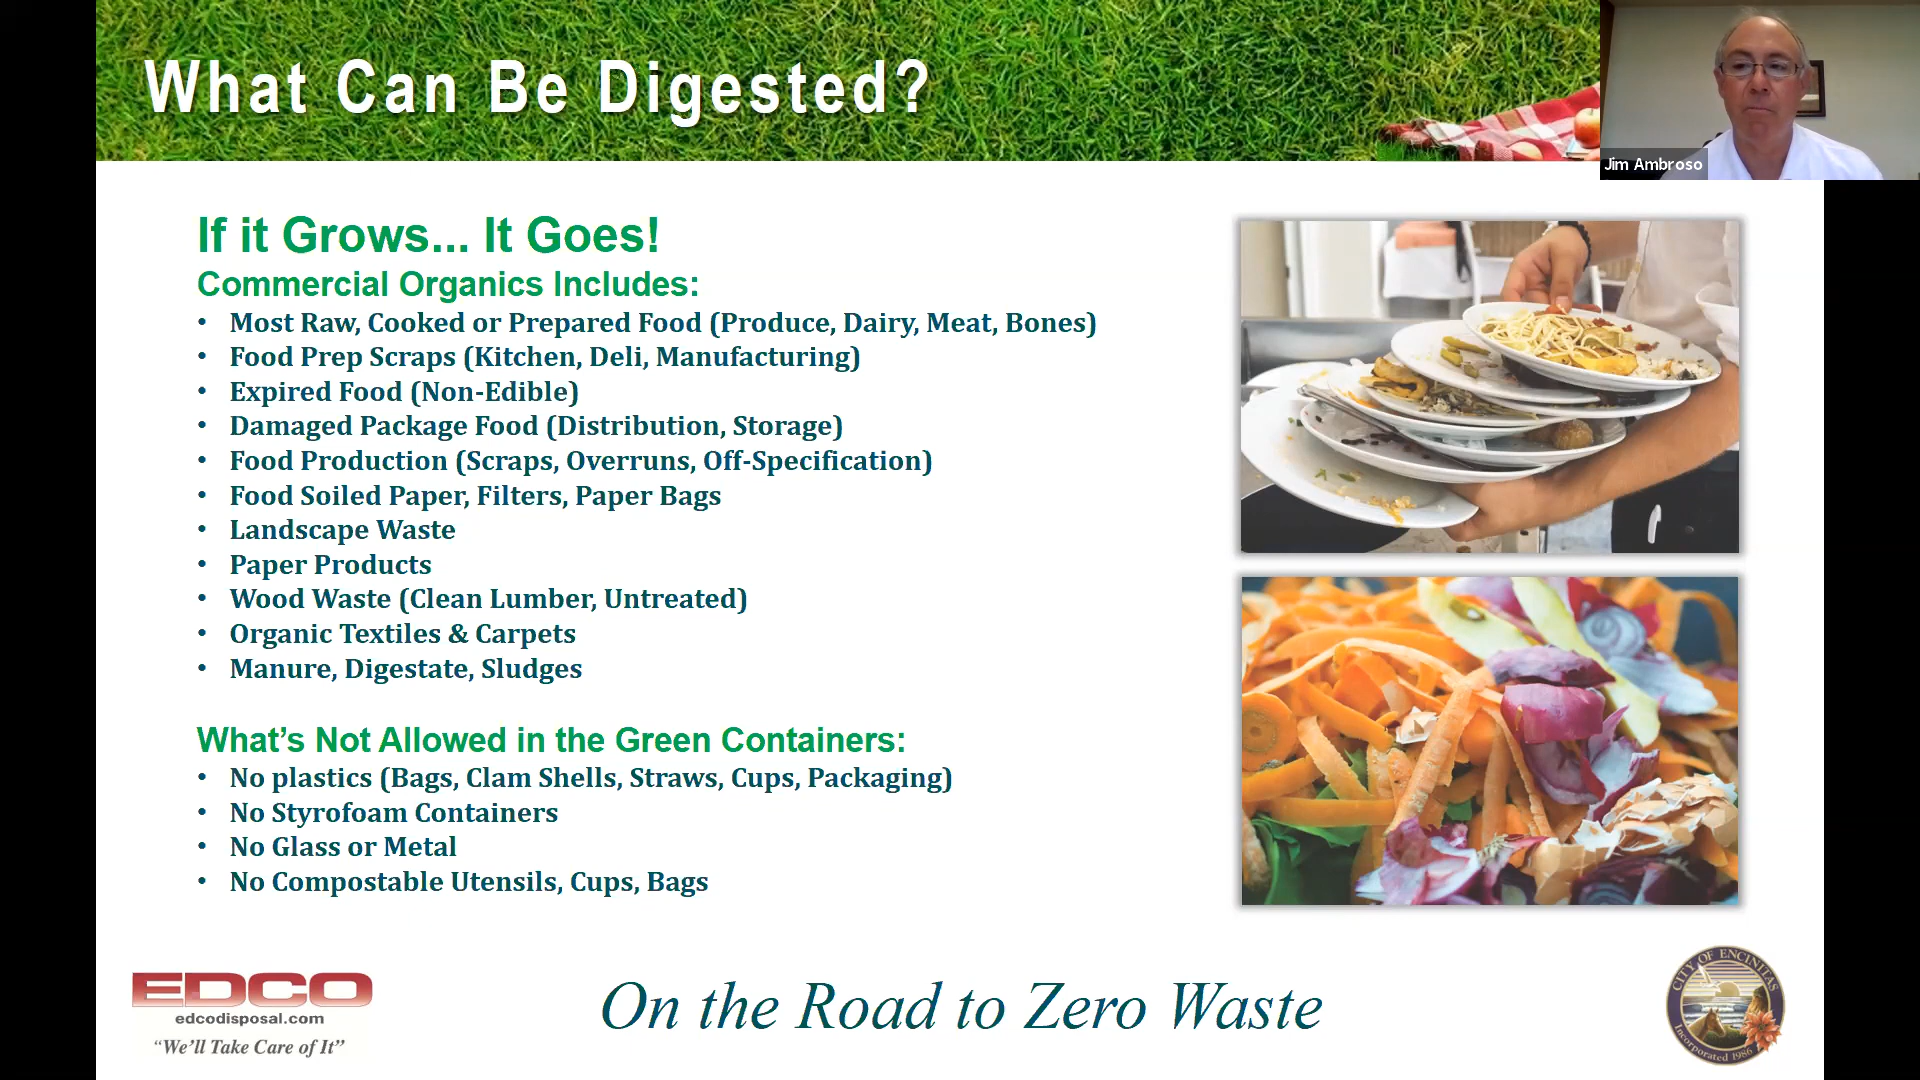 What Can Be Digested?
Jim Ambroso
If it Grows... It Goes!
Commercial Organics Includes:
• Most Raw, Cooked or Prepared Food (Produce, Dairy, Meat, Bones)
• Food Prep Scraps (Kitchen, Deli, Manufacturing)
• Expired Food (Non-Edible)
• Damaged Package Food (Distribution, Storage)
• Food Production (Scraps, Overruns, Off-Specification)
• Food Soiled Paper, Filters, Paper Bags
• Landscape Waste
• Paper Products
• Wood Waste (Clean Lumber, Untreated)
• Organic Textiles & Carpets
• Manure, Digestate, Sludges
What's Not Allowed in the Green Containers:
• No plastics (Bags, Clam Shells, Straws, Cups, Packaging)
• No Styrofoam Containers
• No Glass or Metal
• No Compostable Utensils, Cups, Bags
EDCO
edcodisposal.com
"We'll Take Care of It"
On the Road to Zero Waste
CITY OF ENCINITAS
Incorporated 1986